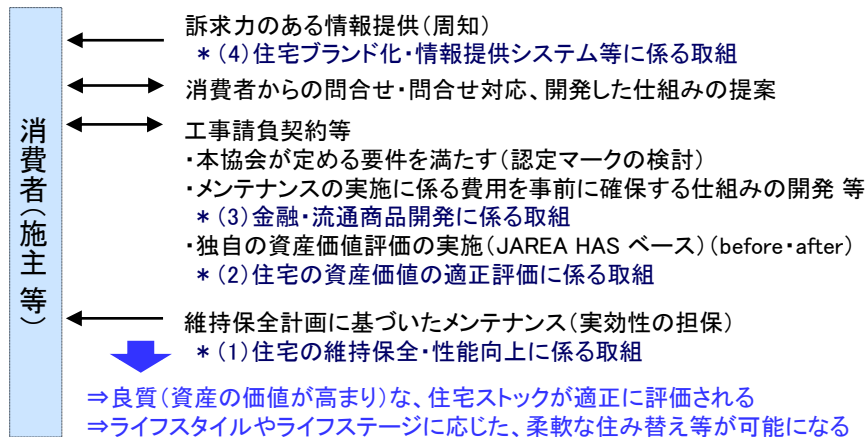 消費者（施主 等）
訴求力のある情報提供（周知）
＊（4）住宅ブランド化・情報提供システム等に係る取組
消費者からの問合せ・問合せ対応、開発した仕組みの提案
工事請負契約等
・本協会が定める要件を満たす（認定マークの検討）
・メンテナンスの実施に係る費用を事前に確保する仕組みの開発 等
＊（3）金融・流通商品開発に係る取組
・独自の資産価値評価の実施（JAREA HAS ベース）（before・after）
＊（2）住宅の資産価値の適正評価に係る取組
維持保全計画に基づいたメンテナンス（実効性の担保）
＊（1）住宅の維持保全・性能向上に係る取組
⇒良質（資産の価値が高まり）な、住宅ストックが適正に評価される
⇒ライフスタイルやライフステージに応じた、柔軟な住み替え等が可能になる